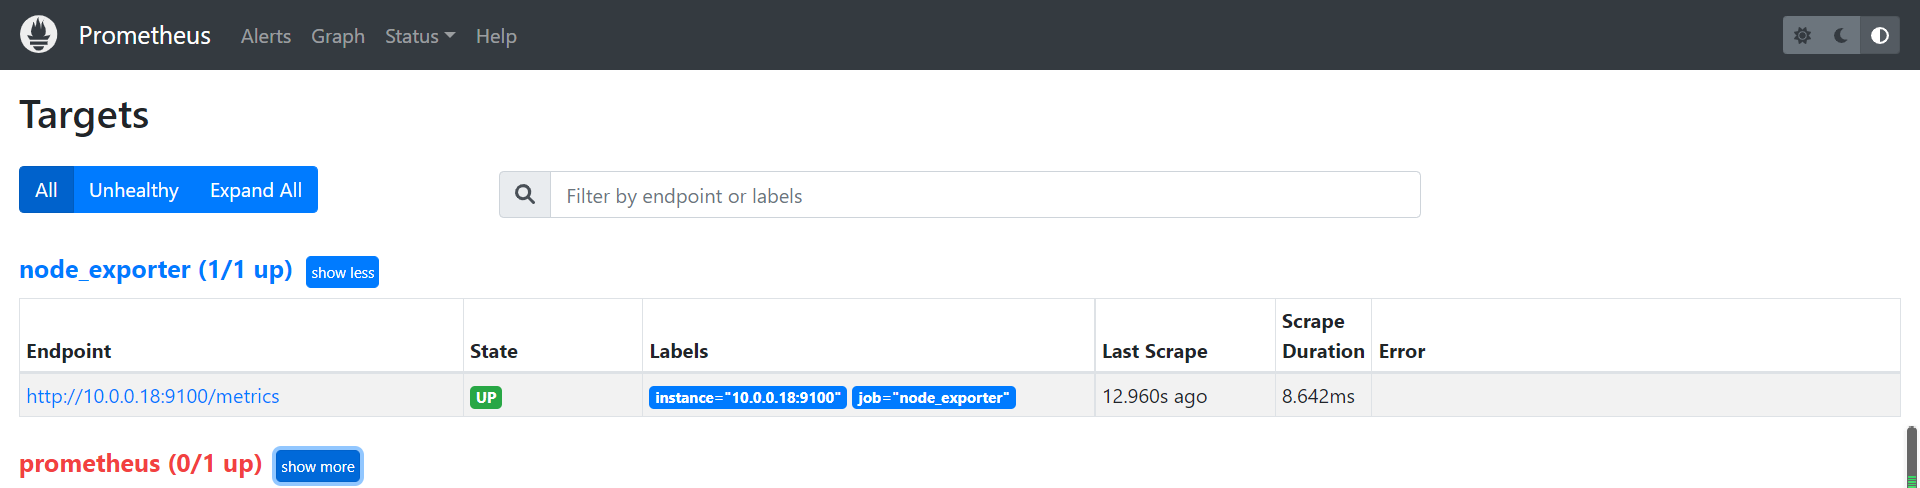 Prometheus Alerts Graph Status Help
Targets
All Unhealthy Expand All
Filter by endpoint or labels
node_exporter (1/1 up) show less
Endpoint State Labels Last Scrape Scrape Duration Error
http://10.0.0.18:9100/metrics UP instance="10.0.0.18:9100" job="node_exporter" 12.960s ago 8.642ms
prometheus (0/1 up) show more